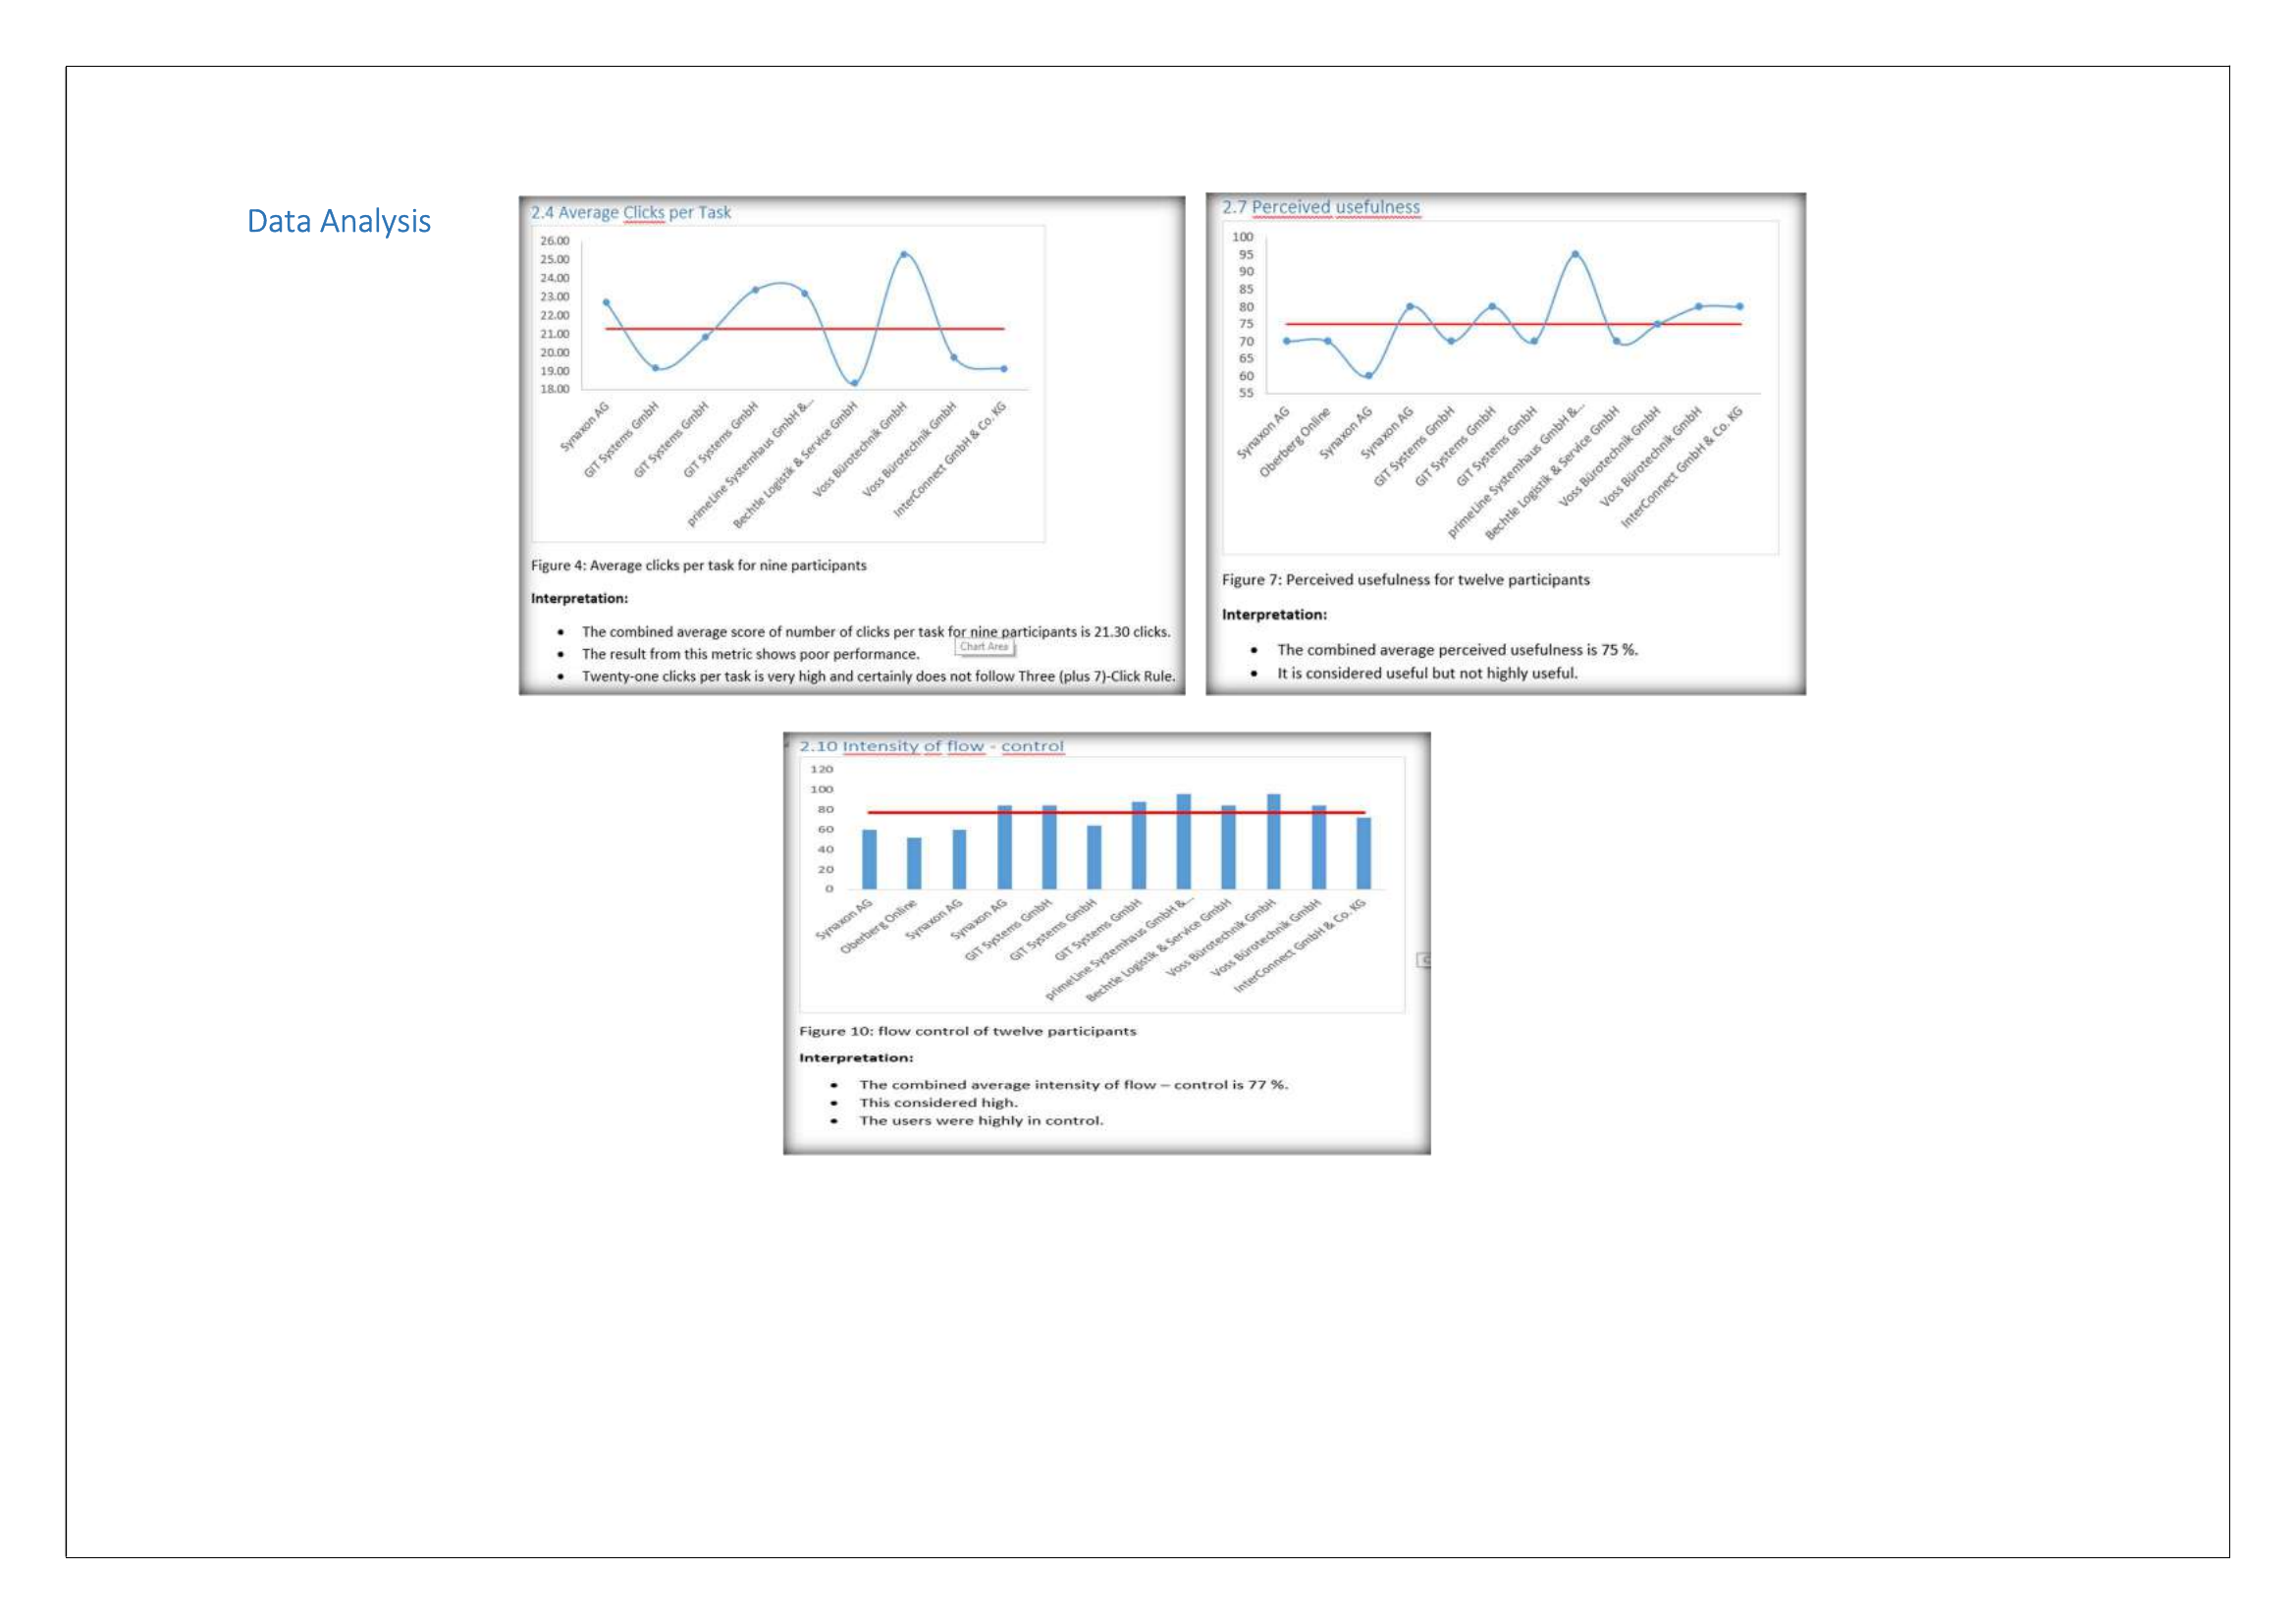 Data Analysis
2.4 Average Clicks per Task
26.00
25.00
24.00
23.00
22.00
21.00
20.00
19.00
18.00
Synaxon AG
GIT Systems GmbH
GIT Systems GmbH
GIT Systems GmbH
primeLine Systemhaus GmbH &...
Bechtle Logistik & Service GmbH
Voss Bürotechnik GmbH
Voss Bürotechnik GmbH
InterConnect GmbH & Co. KG
Figure 4: Average clicks per task for nine participants
Interpretation:
• The combined average score of number of clicks per task for nine participants is 21.30 clicks.
Chart Area
• The result from this metric shows poor performance.
• Twenty-one clicks per task is very high and certainly does not follow Three (plus 7)-Click Rule.
2.7 Perceived usefulness
100
95
90
85
80
75
70
65
60
55
Synaxon AG
Oberberg Online
Synaxon AG
Synaxon AG
GIT Systems GmbH
GIT Systems GmbH
GIT Systems GmbH
primeLine Systemhaus GmbH &...
Bechtle Logistik & Service GmbH
Voss Bürotechnik GmbH
Voss Bürotechnik GmbH
InterConnect GmbH & Co. KG
Figure 7: Perceived usefulness for twelve participants
Interpretation:
• The combined average perceived usefulness is 75 %.
• It is considered useful but not highly useful.
2.10 Intensity of flow - control
120
100
80
60
40
20
0
Synaxon AG
Oberberg Online
Synaxon AG
Synaxon AG
GIT Systems GmbH
GIT Systems GmbH
GIT Systems GmbH
primeLine Systemhaus GmbH &...
Bechtle Logistik & Service GmbH
Voss Bürotechnik GmbH
Voss Bürotechnik GmbH
InterConnect GmbH & Co. KG
Figure 10: flow control of twelve participants
Interpretation:
• The combined average intensity of flow – control is 77 %.
• This considered high.
• The users were highly in control.